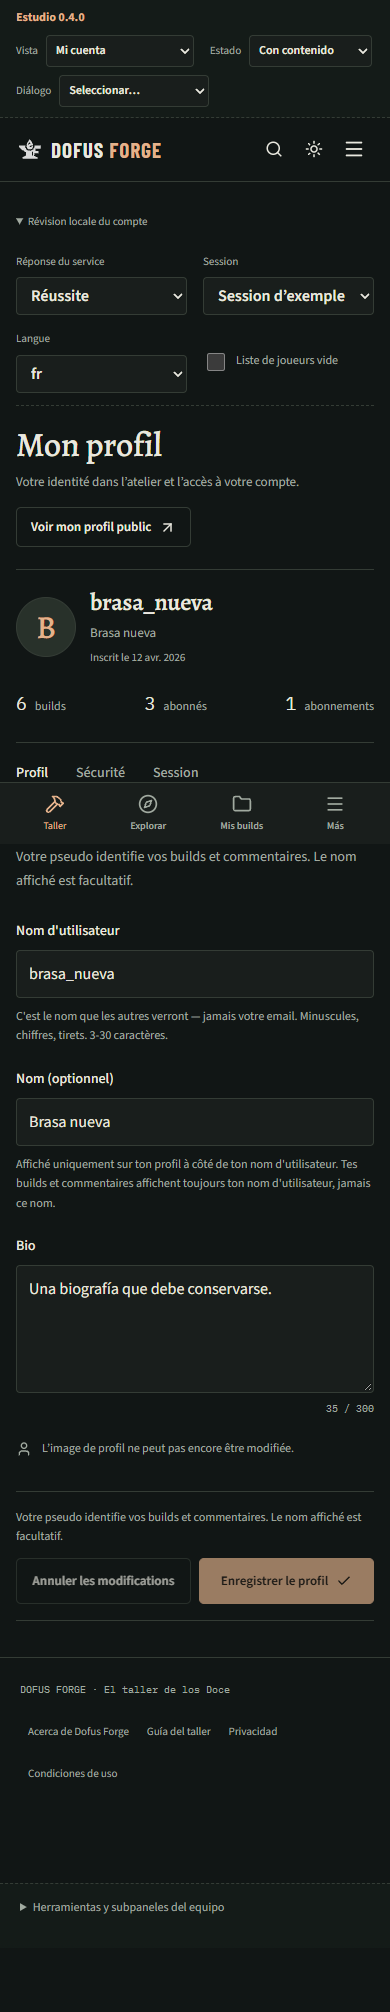 Estudio 0.4.0
Vista Mi cuenta Estado Con contenido
Diálogo Seleccionar...
DOFUS FORGE
▼ Révision locale du compte
Réponse du service Session
Réussite Session d'exemple
Langue
fr Liste de joueurs vide
Mon profil
Votre identité dans l'atelier et l'accès à votre compte.
Voir mon profil public
B
brasa_nueva
Brasa nueva
Inscrit le 12 avr. 2026
6 builds 3 abonnés 1 abonnements
Profil Sécurité Session
Taller Explorar Mis builds Más
Votre pseudo identifie vos builds et commentaires. Le nom
affiché est facultatif.
Nom d'utilisateur
brasa_nueva
C'est le nom que les autres verront — jamais votre email. Minuscules,
chiffres, tirets. 3-30 caractères.
Nom (optionnel)
Brasa nueva
Affiché uniquement sur ton profil à côté de ton nom d'utilisateur. Tes
builds et commentaires affichent toujours ton nom d'utilisateur, jamais
ce nom.
Bio
Una biografía que debe conservarse.
35 / 300
L'image de profil ne peut pas encore être modifiée.
Votre pseudo identifie vos builds et commentaires. Le nom affiché est
facultatif.
Annuler les modifications Enregistrer le profil
DOFUS FORGE · El taller de los Doce
Acerca de Dofus Forge Guía del taller Privacidad
Condiciones de uso
▶ Herramientas y subpaneles del equipo